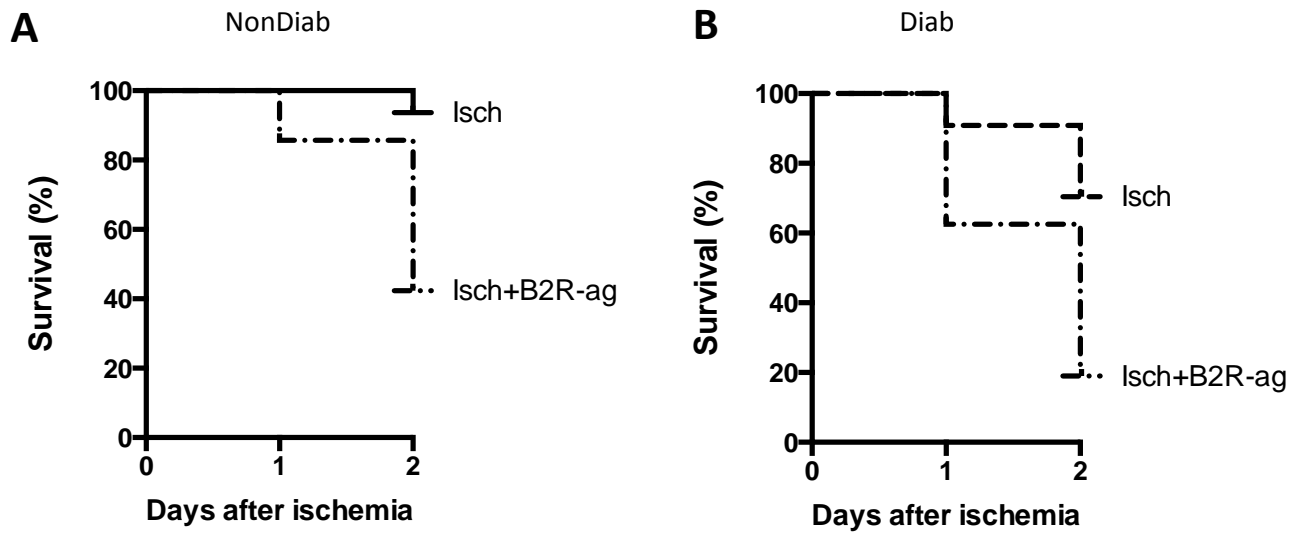 A
NonDiab
Survival (%)
100
80
60
40
20
0
0 1 2
Days after ischemia
Isch
Isch+B2R-ag
B
Diab
Survival (%)
100
80
60
40
20
0
0 1 2
Days after ischemia
Isch
Isch+B2R-ag